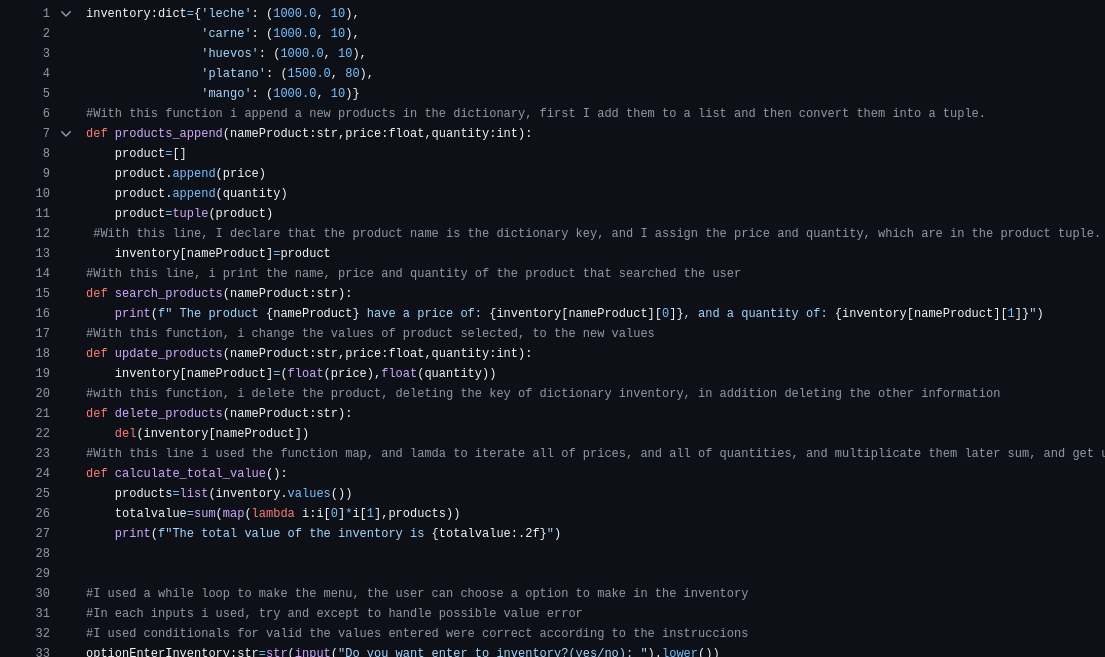 1 inventory:dict={'leche': (1000.0, 10),
2 'carne': (1000.0, 10),
3 'huevos': (1000.0, 10),
4 'platano': (1500.0, 80),
5 'mango': (1000.0, 10)}
6 #With this function i append a new products in the dictionary, first I add them to a list and then convert them into a tuple.
7 def products_append(nameProduct:str,price:float,quantity:int):
8 product=[]
9 product.append(price)
10 product.append(quantity)
11 product=tuple(product)
12 #With this line, I declare that the product name is the dictionary key, and I assign the price and quantity, which are in the product tuple.
13 inventory[nameProduct]=product
14 #With this line, i print the name, price and quantity of the product that searched the user
15 def search_products(nameProduct:str):
16 print(f" The product {nameProduct} have a price of: {inventory[nameProduct][0]}, and a quantity of: {inventory[nameProduct][1]}")
17 #With this function, i change the values of product selected, to the new values
18 def update_products(nameProduct:str,price:float,quantity:int):
19 inventory[nameProduct]=(float(price),float(quantity))
20 #with this function, i delete the product, deleting the key of dictionary inventory, in addition deleting the other information
21 def delete_products(nameProduct:str):
22 del(inventory[nameProduct])
23 #With this line i used the function map, and lamda to iterate all of prices, and all of quantities, and multiplicate them later sum, and get
24 def calculate_total_value():
25 products=list(inventory.values())
26 totalvalue=sum(map(lambda i:i[0]*i[1],products))
27 print(f"The total value of the inventory is {totalvalue:.2f}")
28
29
30 #I used a while loop to make the menu, the user can choose a option to make in the inventory
31 #In each inputs i used, try and except to handle possible value error
32 #I used conditionals for valid the values entered were correct according to the instruccions
33 optionEnterInventory:str=str(input("Do you want enter to inventory?(yes/no): ").lower())